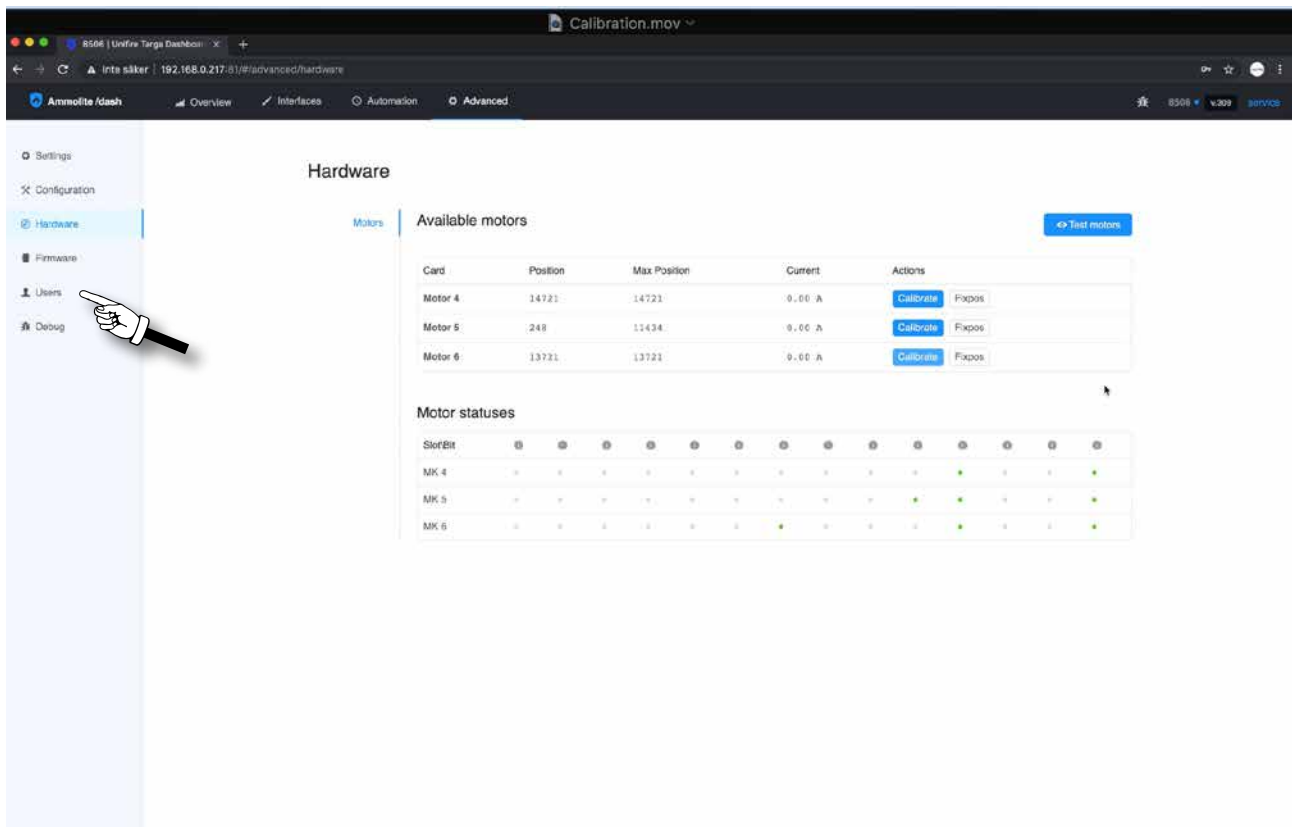 Calibration.mov
8506 | Unifire Targa Dashboar
Inte säker | 192.168.0.217:81/#/advanced/hardware
Ammolite /dash Overview Interfaces Automation Advanced 8506 v.209 service
Settings
Configuration
Hardware
Firmware
Users
Debug
Hardware
Motors
Available motors
Test motors
Card Position Max Position Current Actions
Motor 4 14721 14721 0.00 A Calibrate Fixpos
Motor 5 248 11434 0.00 A Calibrate Fixpos
Motor 6 13721 13721 0.00 A Calibrate Fixpos
Motor statuses
Slot\Bit
MK 4
MK 5
MK 6